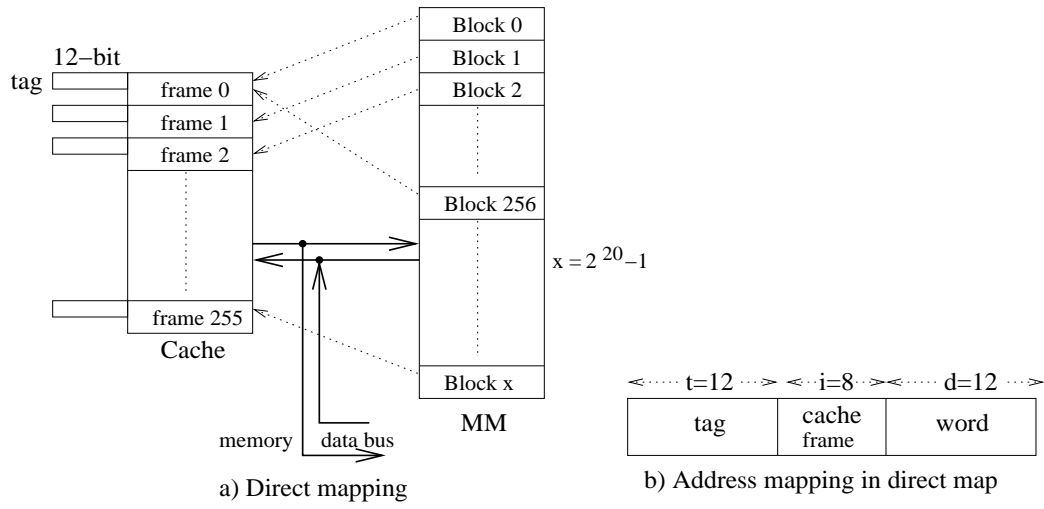 12−bit
tag
frame 0
frame 1
frame 2
frame 255
Cache
Block 0
Block 1
Block 2
Block 256
x = 2^20−1
Block x
MM
memory
data bus
a) Direct mapping
t=12
i=8
d=12
tag
cache
frame
word
b) Address mapping in direct map